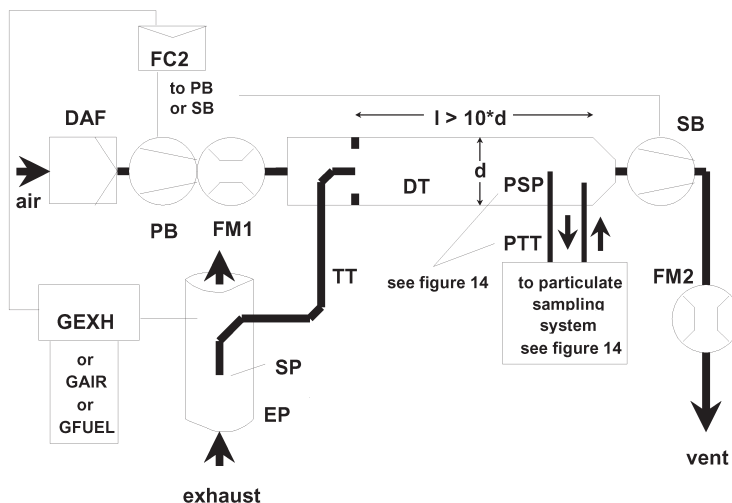 FC2
to PB
or SB
DAF
l > 10*d
SB
d
DT
PSP
air
PB
FM1
PTT
TT
see figure 14
FM2
to particulate
sampling
system
see figure 14
GEXH
or
GAIR
or
GFUEL
SP
EP
vent
exhaust